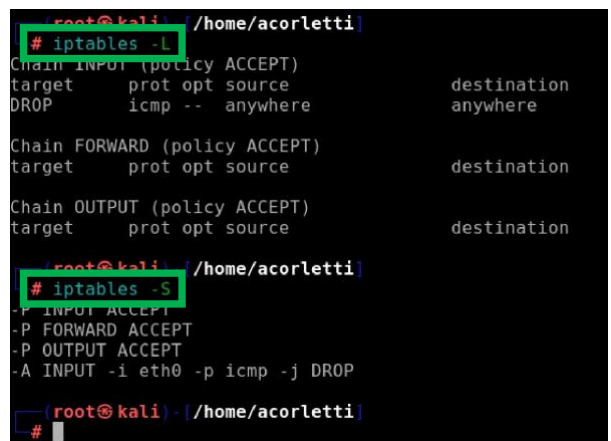 (root㉿kali)-[/home/acorletti]
# iptables -L
Chain INPUT (policy ACCEPT)
target prot opt source destination
DROP icmp -- anywhere anywhere
Chain FORWARD (policy ACCEPT)
target prot opt source destination
Chain OUTPUT (policy ACCEPT)
target prot opt source destination
(root㉿kali)-[/home/acorletti]
# iptables -S
-P INPUT ACCEPT
-P FORWARD ACCEPT
-P OUTPUT ACCEPT
-A INPUT -i eth0 -p icmp -j DROP
(root㉿kali)-[/home/acorletti]
#